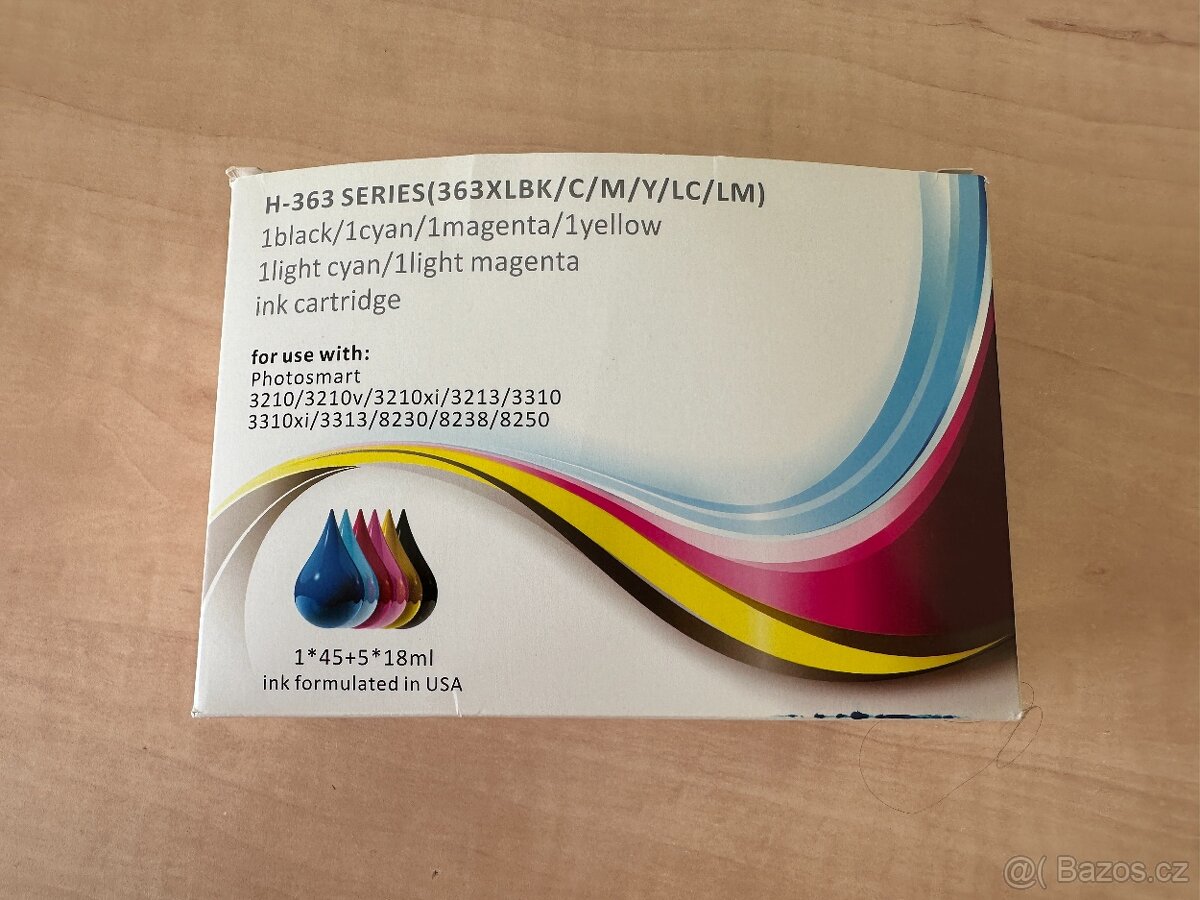 H-363 SERIES(363XLBK/C/M/Y/LC/LM)
1black/1cyan/1magenta/1yellow
1light cyan/1light magenta
ink cartridge
for use with:
Photosmart
3210/3210v/3210xi/3213/3310
3310xi/3313/8230/8238/8250
1*45+5*18ml
ink formulated in USA
@( Bazos.cz